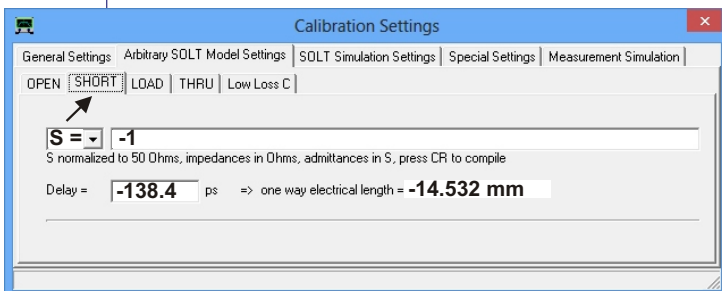 Calibration Settings
General Settings Arbitrary SOLT Model Settings SOLT Simulation Settings Special Settings Measurement Simulation
OPEN SHORT LOAD THRU Low Loss C
S = -1
S normalized to 50 Ohms, impedances in Ohms, admittances in S, press CR to compile
Delay = -138.4 ps => one way electrical length = -14.532 mm